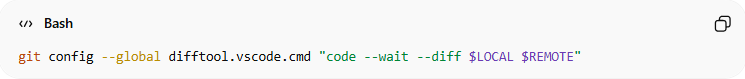 Bash
git config --global difftool.vscode.cmd "code --wait --diff $LOCAL $REMOTE"